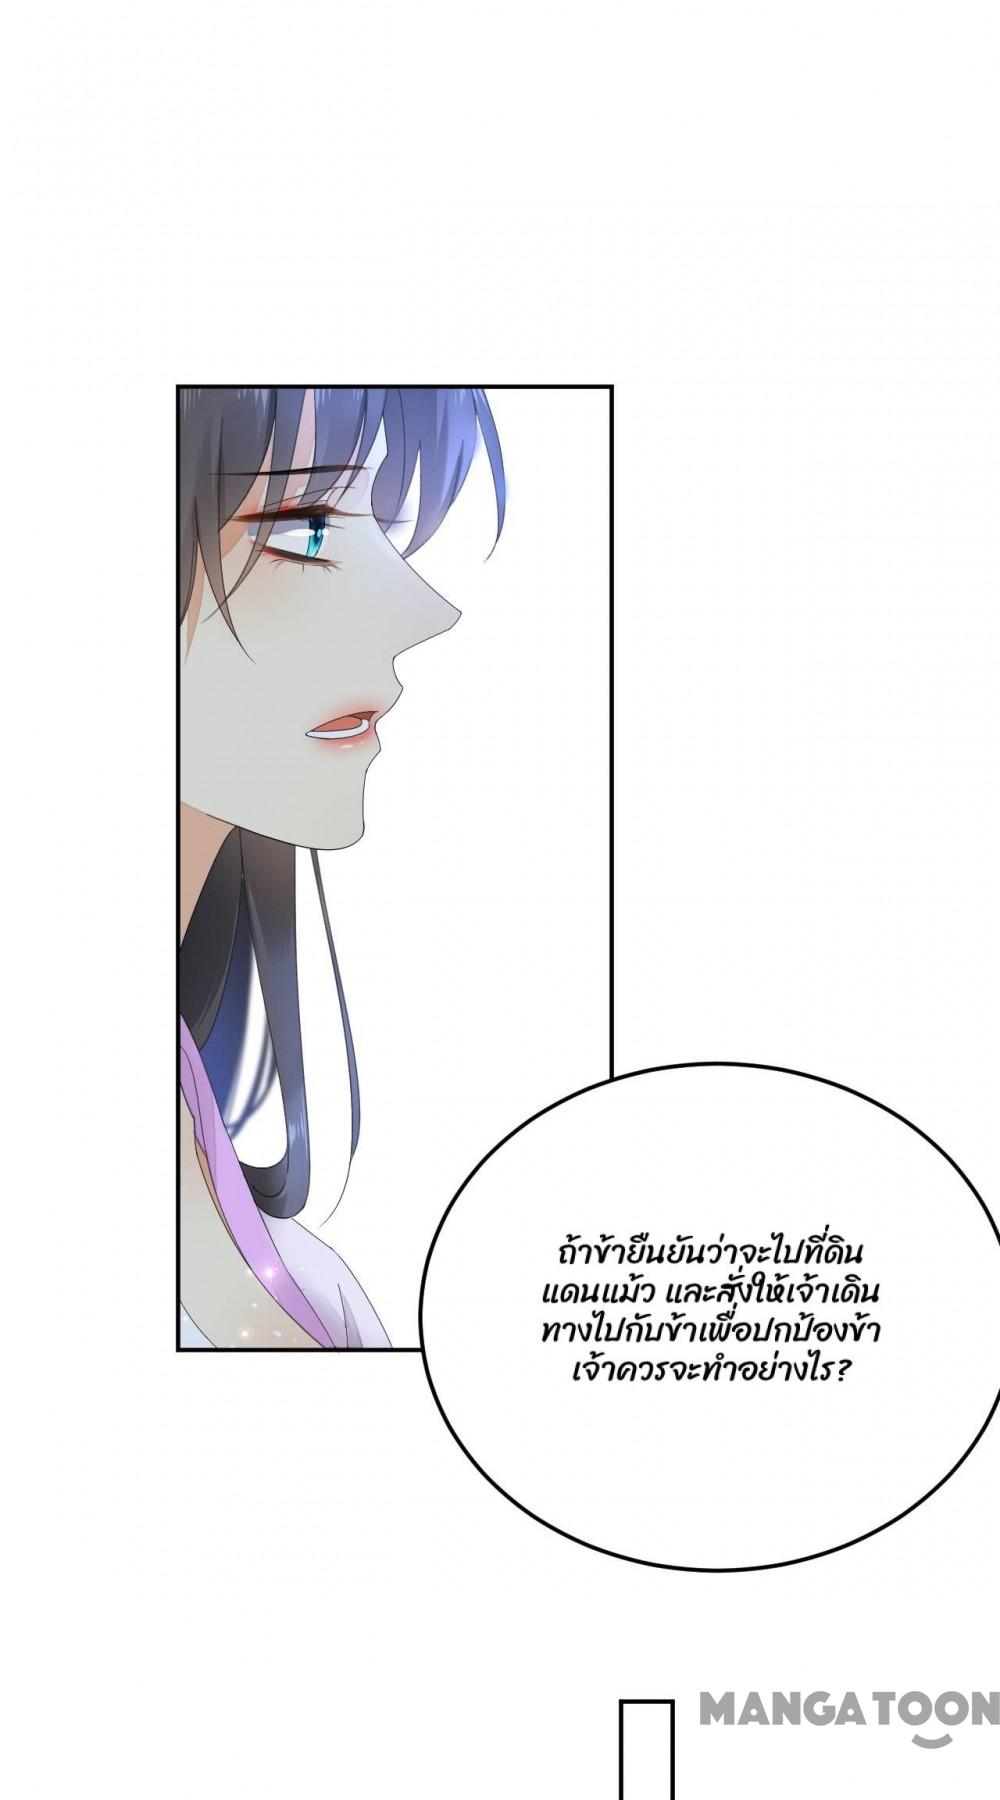 ถ้าข้ายืนยันว่าจะไปที่ดิน
แดนแม้ว และสั่งให้เจ้าเดิน
ทางไปกับข้าเพื่อปกป้องข้า
เจ้าควรจะทำอย่างไร?
MANGATOON